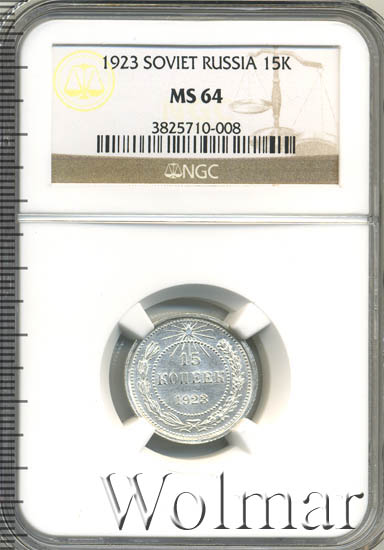 1923 SOVIET RUSSIA 15K
MS 64
3825710-008
NGC
15
КОПЕЕК
1923
Wolmar